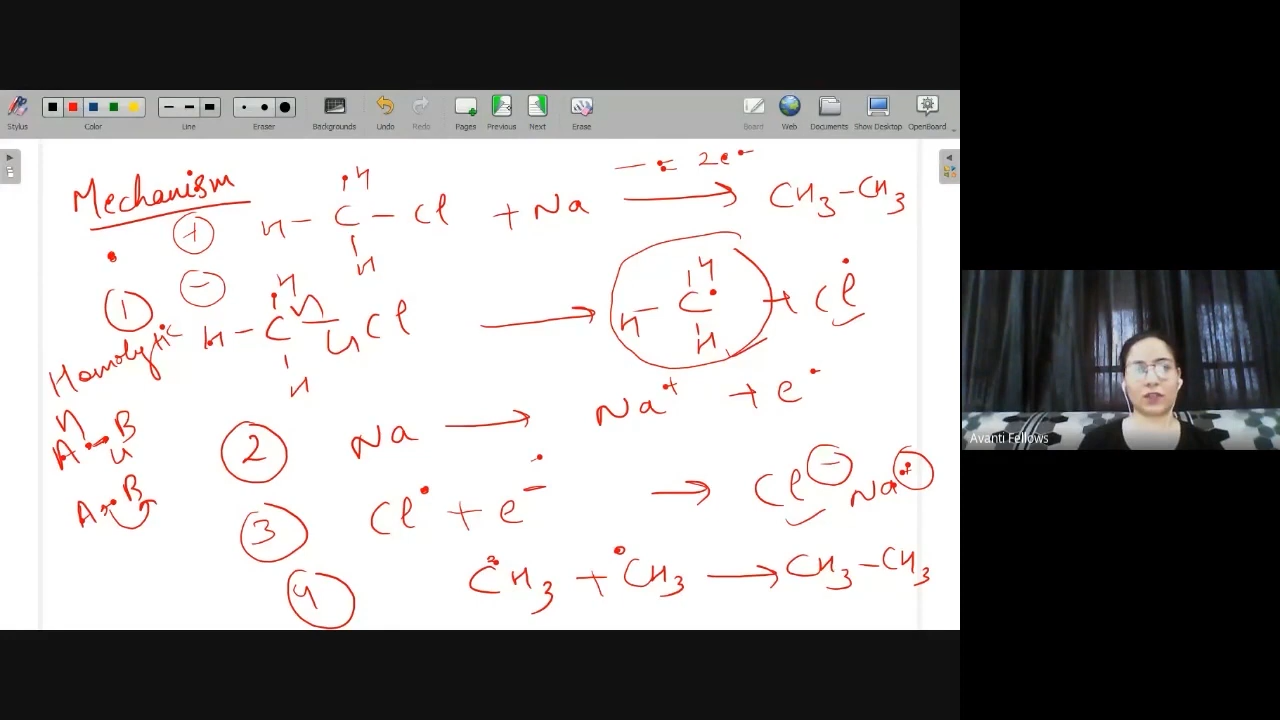 Stylus Color Line Eraser Backgrounds Undo Redo Pages Previous Next Erase Board Web Documents Show Desktop OpenBoard
Mechanism
H – C – Cl + Na → CH3–CH3
H
H
2e-
+
-
①
Homolytic
H – C – Cl → H – C• + Cl•
H
H
H
H
A – B
A – B
② Na → Na+ + e-
③ Cl• + e- → Cl- Na+
④ •CH3 + •CH3 → CH3–CH3
Avanti Fellows